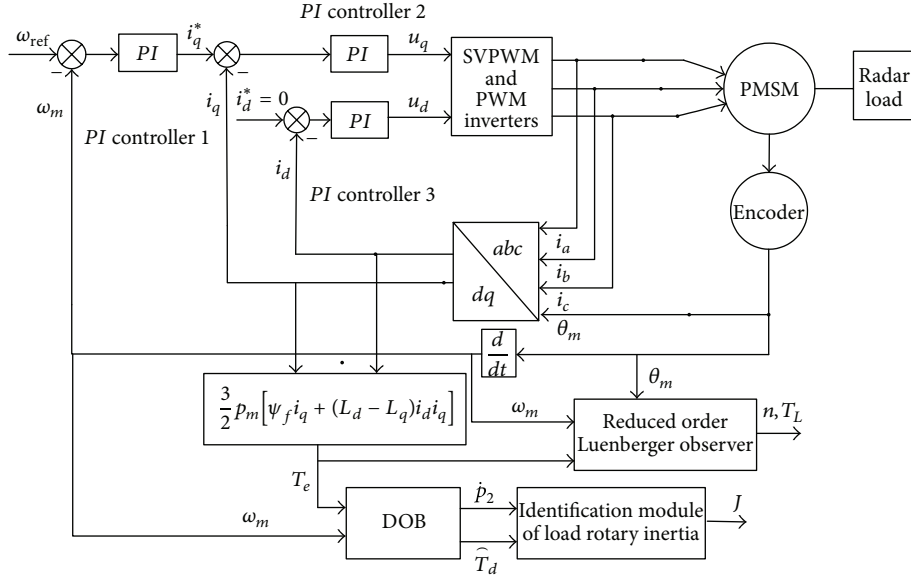 PI controller 2
ω_ref
−
PI
i_q^*
−
PI
u_q
SVPWM
and
PWM
inverters
PMSM
Radar
load
ω_m
i_q
i_d^* = 0
−
PI
u_d
PI controller 1
i_d
PI controller 3
Encoder
abc
dq
i_a
i_b
i_c
θ_m
d/dt
θ_m
3/2 p_m[ψ_f i_q + (L_d − L_q)i_d i_q]
ω_m
Reduced order
Luenberger observer
n, T_L
T_e
ω_m
DOB
ṗ_2
T̂_d
Identification module
of load rotary inertia
J